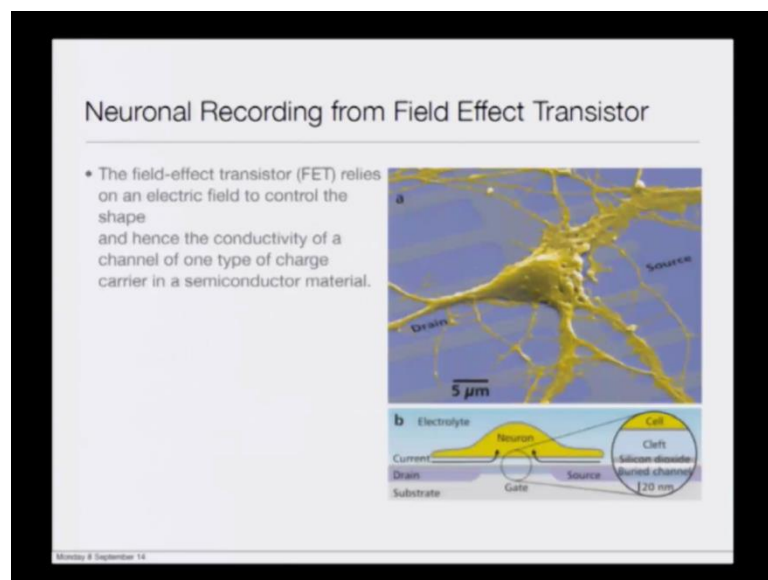 Neuronal Recording from Field Effect Transistor
• The field-effect transistor (FET) relies
on an electric field to control the
shape
and hence the conductivity of a
channel of one type of charge
carrier in a semiconductor material.
a
Source
Drain
5 µm
b Electrolyte
Neuron
Current
Drain
Source
Gate
Substrate
Cell
Cleft
Silicon dioxide
Buried channel
20 nm
Monday 8 September 14